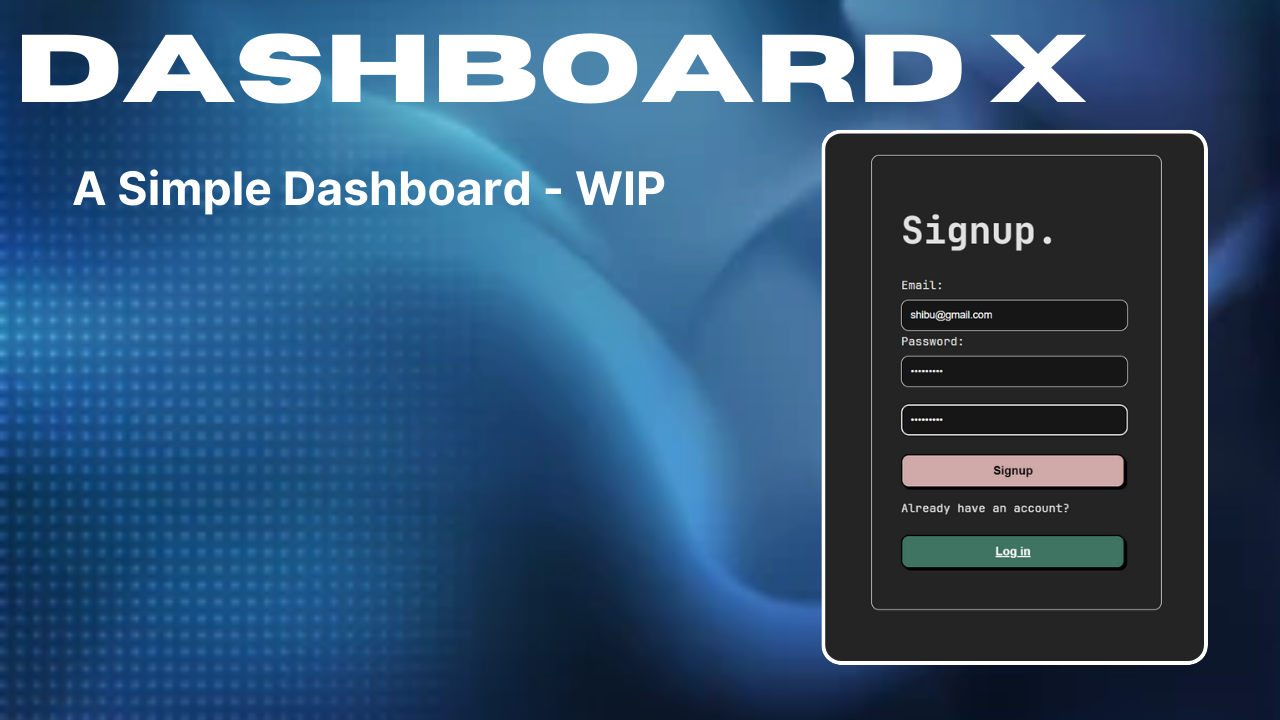 DASHBOARD X
A Simple Dashboard - WIP
Signup.
Email:
shibu@gmail.com
Password:
•••••••••
•••••••••
Signup
Already have an account?
Log in